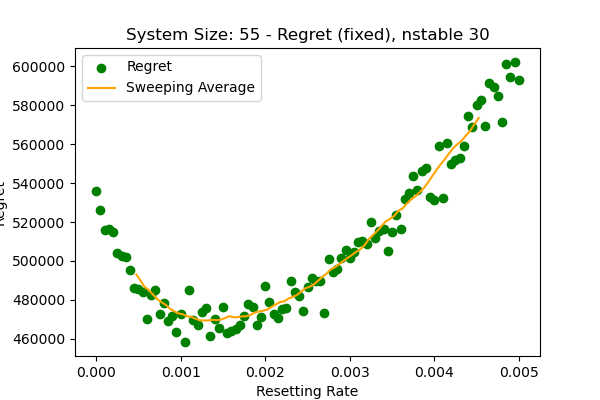 System Size: 55 - Regret (fixed), nstable 30
Regret
Sweeping Average
600000
580000
560000
540000
520000
500000
480000
460000
Regret
0.000 0.001 0.002 0.003 0.004 0.005
Resetting Rate